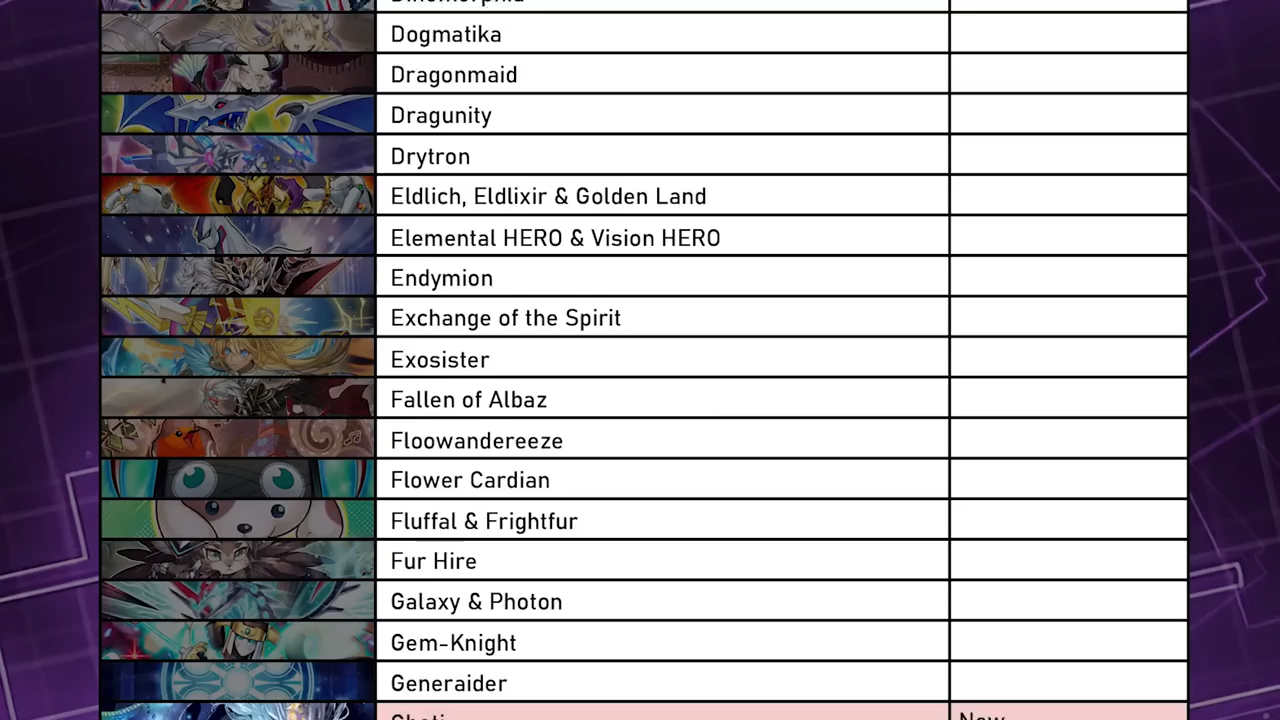 Dinomorphia
Dogmatika
Dragonmaid
Dragunity
Drytron
Eldlich, Eldlixir & Golden Land
Elemental HERO & Vision HERO
Endymion
Exchange of the Spirit
Exosister
Fallen of Albaz
Floowandereeze
Flower Cardian
Fluffal & Frightfur
Fur Hire
Galaxy & Photon
Gem-Knight
Generaider